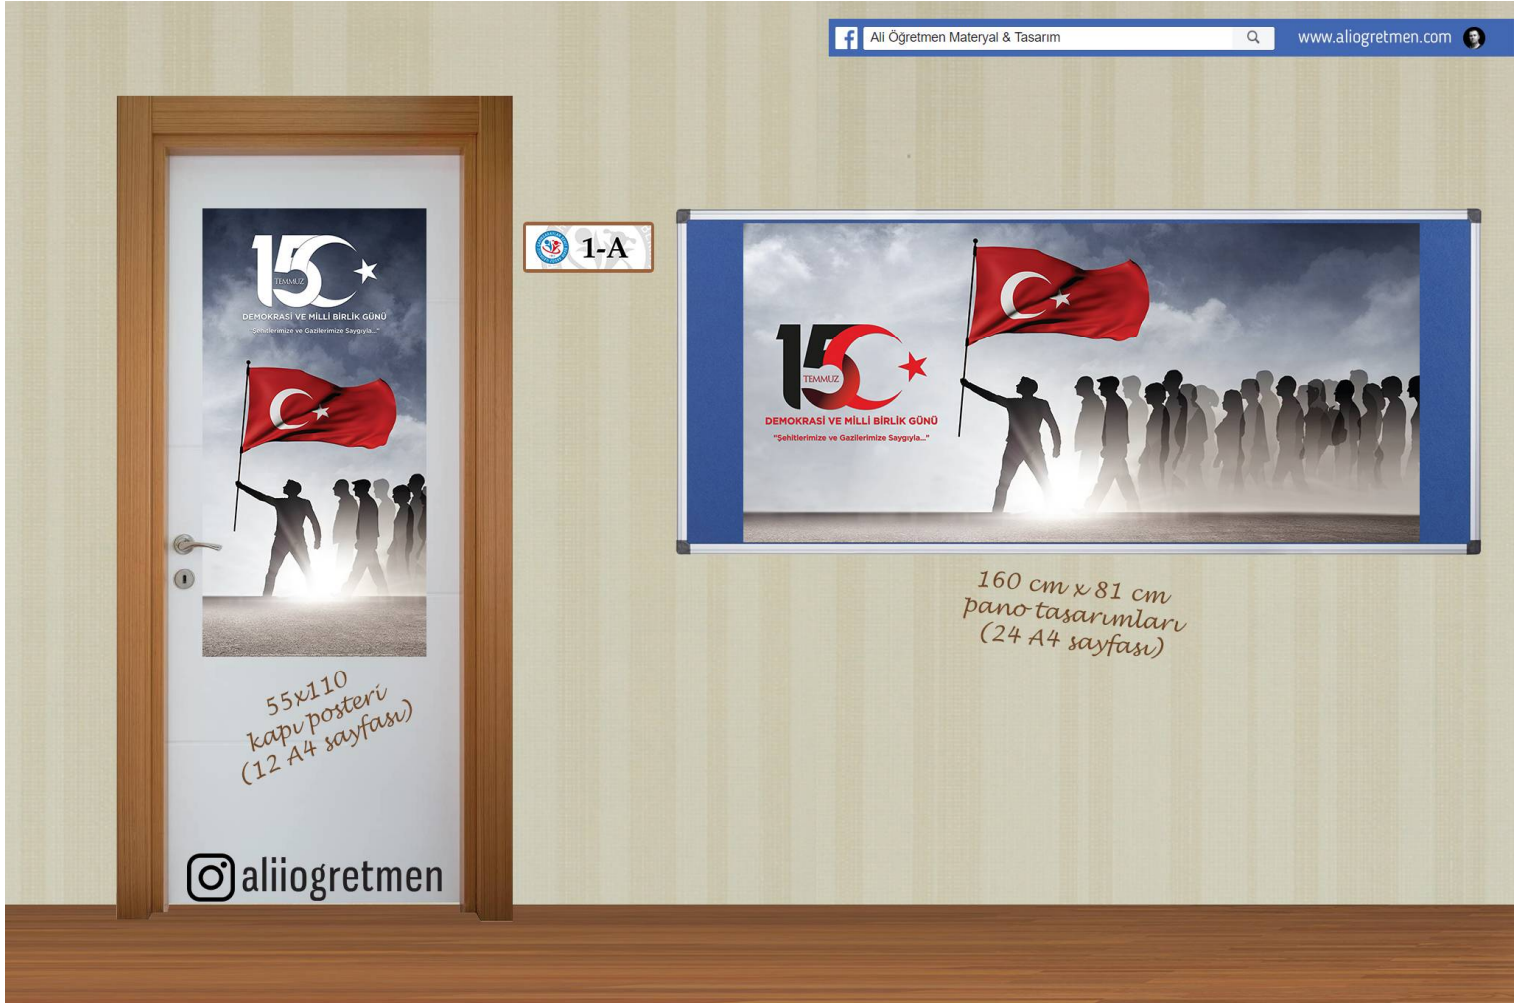 Ali Öğretmen Materyal & Tasarım
www.aliogretmen.com
15
TEMMUZ
DEMOKRASİ VE MİLLİ BİRLİK GÜNÜ
"Şehitlerimize ve Gazilerimize Saygıyla..."
1-A
15
TEMMUZ
DEMOKRASİ VE MİLLİ BİRLİK GÜNÜ
"Şehitlerimize ve Gazilerimize Saygıyla..."
160 cm x 81 cm
pano tasarımları
(24 A4 sayfası)
55x110
kapı posteri
(12 A4 sayfası)
aliiogretmen